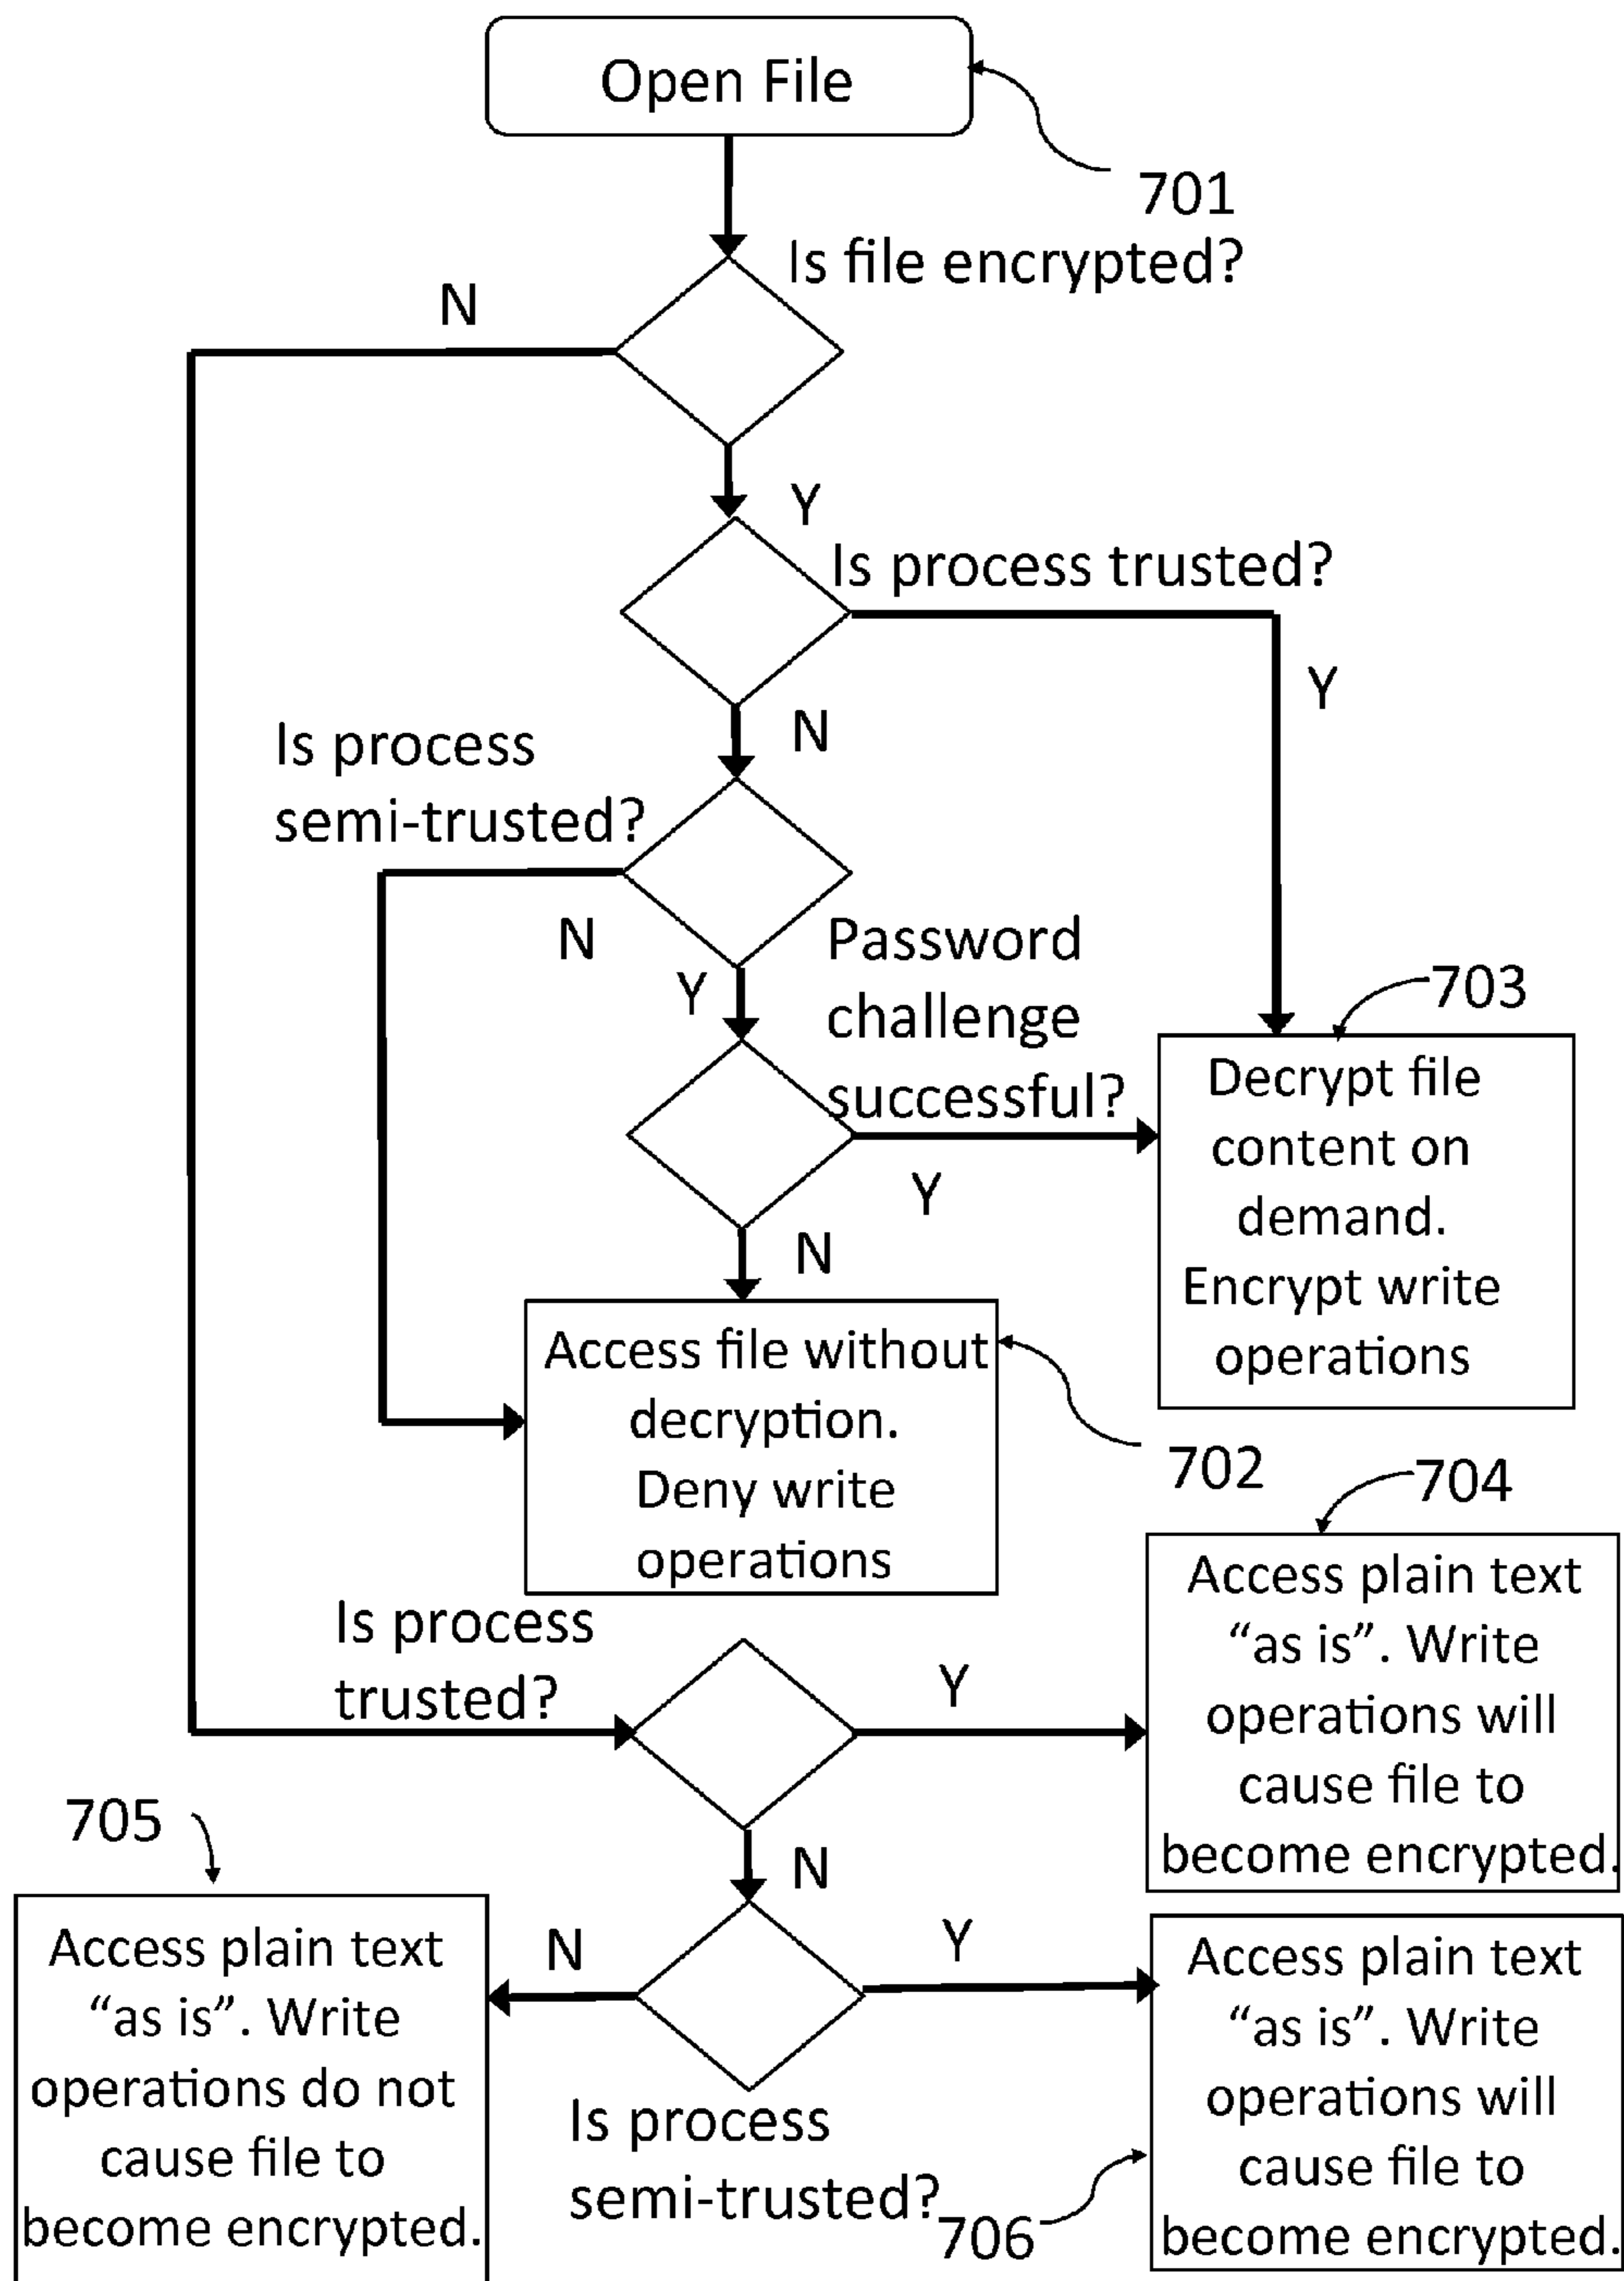 Open File
701
Is file encrypted?
N
Y
Is process trusted?
Y
N
Is process
semi-trusted?
N
Y
Password
challenge
successful?
Y
N
703
Decrypt file
content on
demand.
Encrypt write
operations
Access file without
decryption.
Deny write
operations
702
704
Access plain text
“as is”. Write
operations will
cause file to
become encrypted.
Is process
trusted?
Y
N
705
Access plain text
“as is”. Write
operations do not
cause file to
become encrypted.
N
Y
Is process
semi-trusted?
706
Access plain text
“as is”. Write
operations will
cause file to
become encrypted.